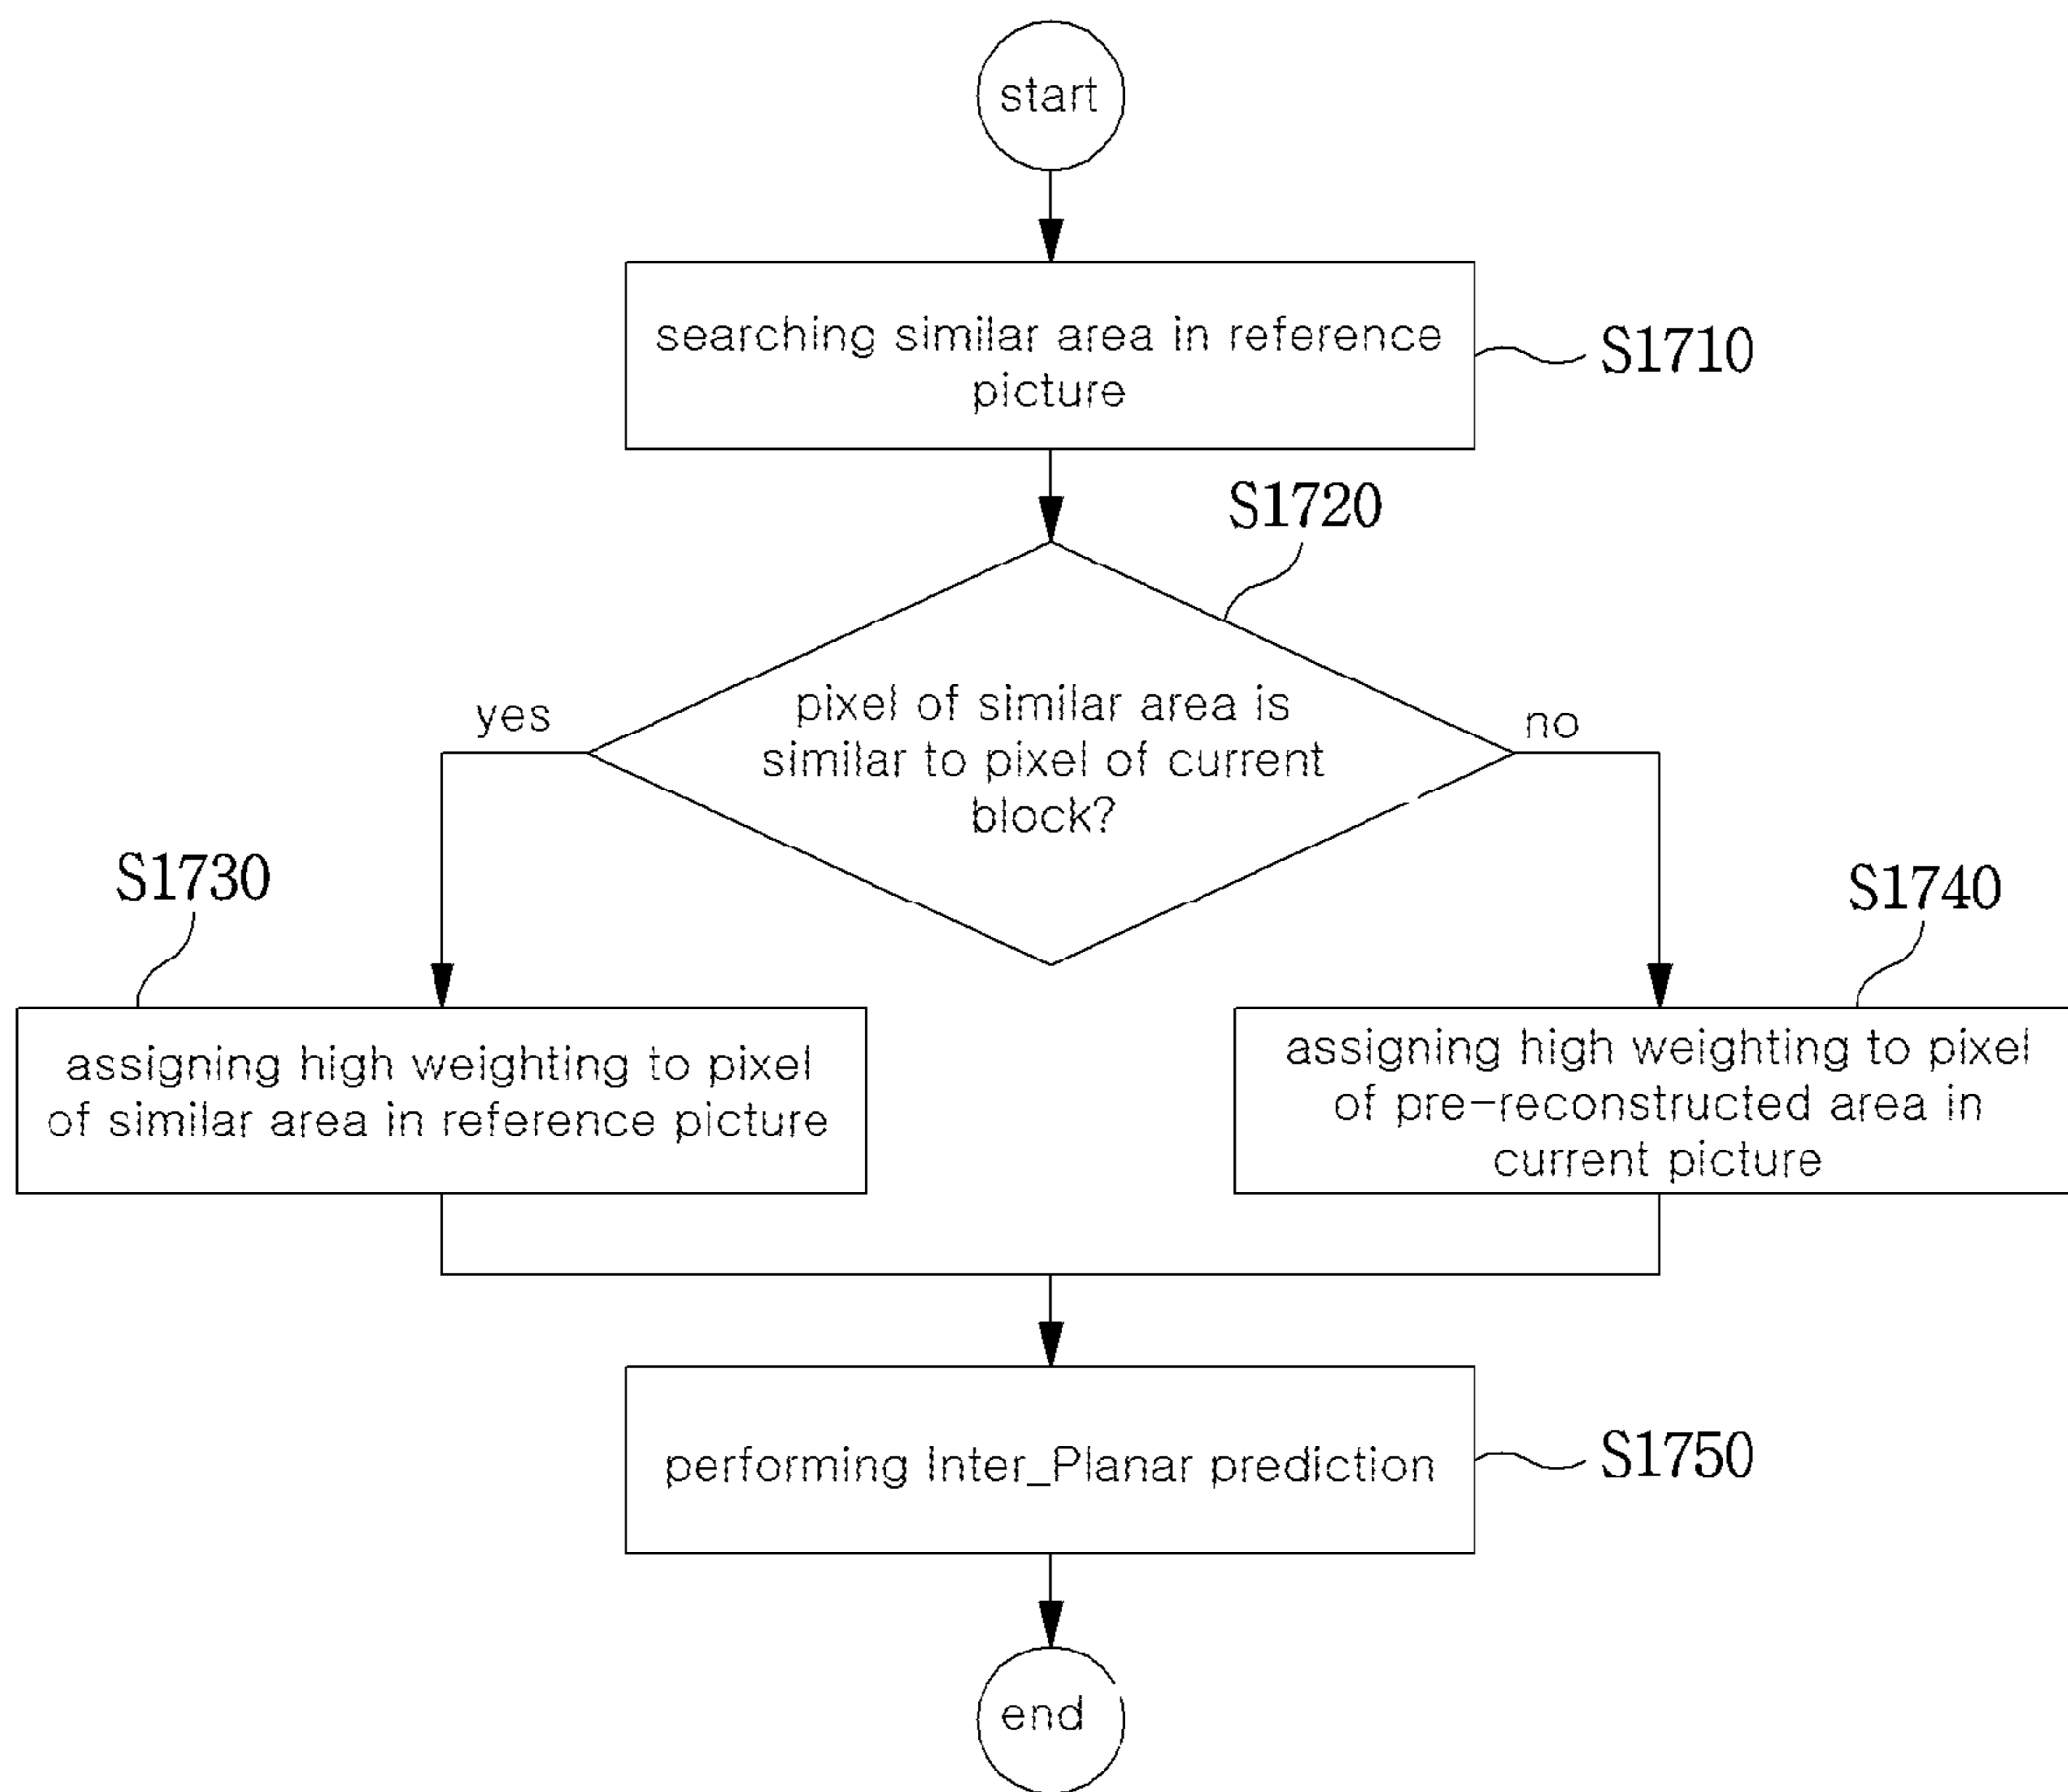 start
searching similar area in reference
picture
S1710
S1720
pixel of similar area is
similar to pixel of current
block?
yes
no
S1730
S1740
assigning high weighting to pixel
of similar area in reference picture
assigning high weighting to pixel
of pre-reconstructed area in
current picture
performing Inter_Planar prediction
S1750
end